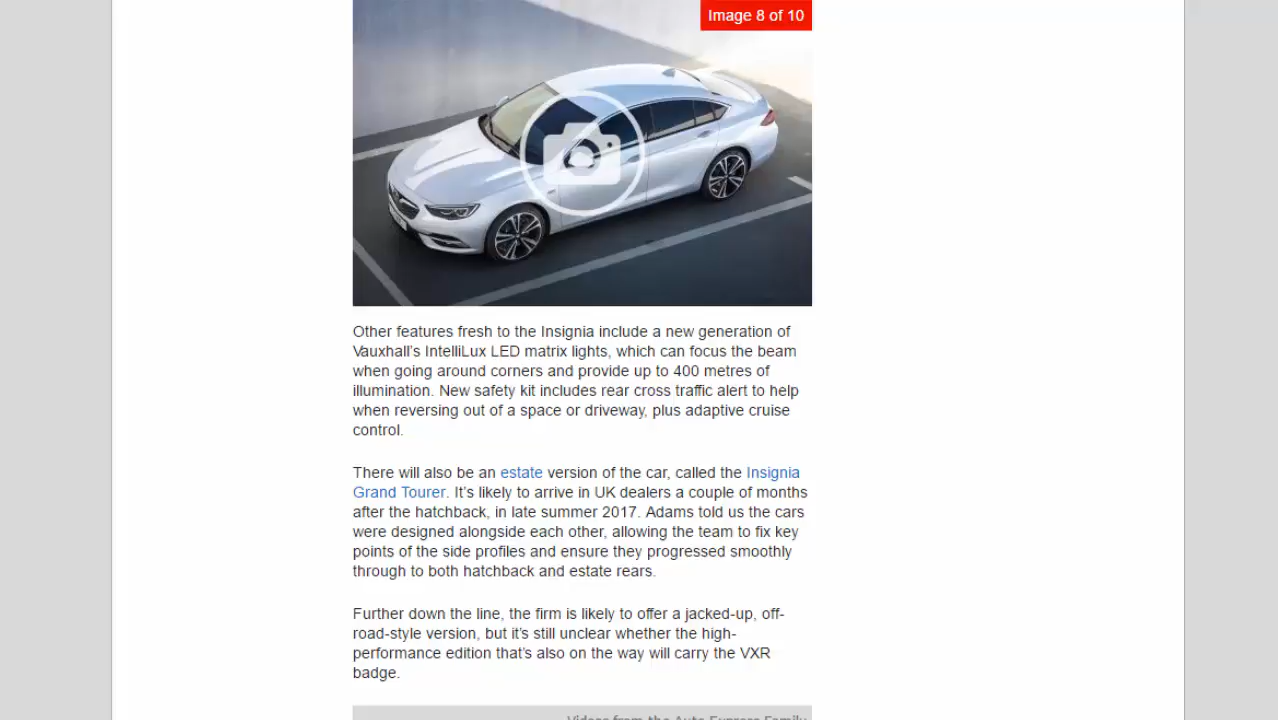 Image 8 of 10
Other features fresh to the Insignia include a new generation of
Vauxhall's IntelliLux LED matrix lights, which can focus the beam
when going around corners and provide up to 400 metres of
illumination. New safety kit includes rear cross traffic alert to help
when reversing out of a space or driveway, plus adaptive cruise
control.
There will also be an estate version of the car, called the Insignia
Grand Tourer. It's likely to arrive in UK dealers a couple of months
after the hatchback, in late summer 2017. Adams told us the cars
were designed alongside each other, allowing the team to fix key
points of the side profiles and ensure they progressed smoothly
through to both hatchback and estate rears.
Further down the line, the firm is likely to offer a jacked-up, off-
road-style version, but it's still unclear whether the high-
performance edition that's also on the way will carry the VXR
badge.
Videos from the Auto Express Family